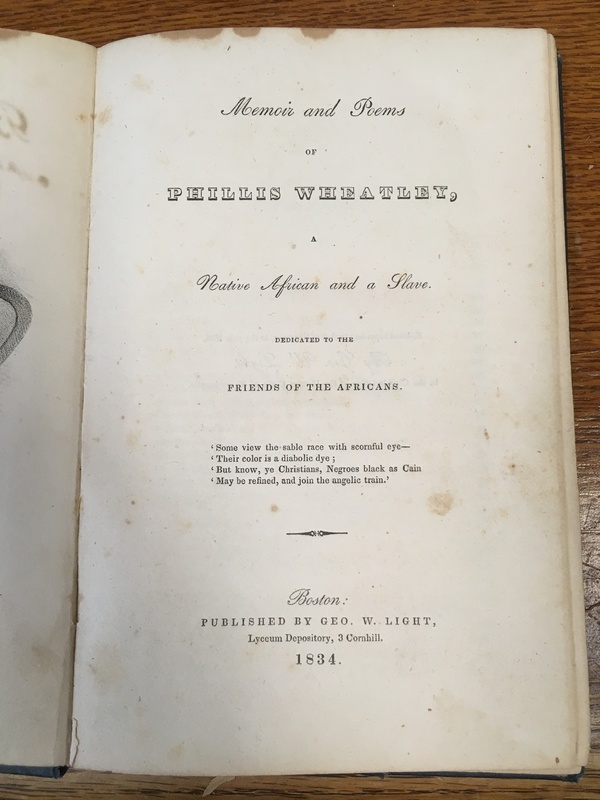 Memoir and Poems
OF
PHILLIS WHEATLEY,
A
Native African and a Slave.
DEDICATED TO THE
FRIENDS OF THE AFRICANS.
‘ Some view the sable race with scornful eye—
‘ Their color is a diabolic dye ;
‘ But know, ye Christians, Negroes black as Cain
‘ May be refined, and join the angelic train.’
Boston:
PUBLISHED BY GEO. W. LIGHT,
Lyceum Depository, 3 Cornhill.
1834.